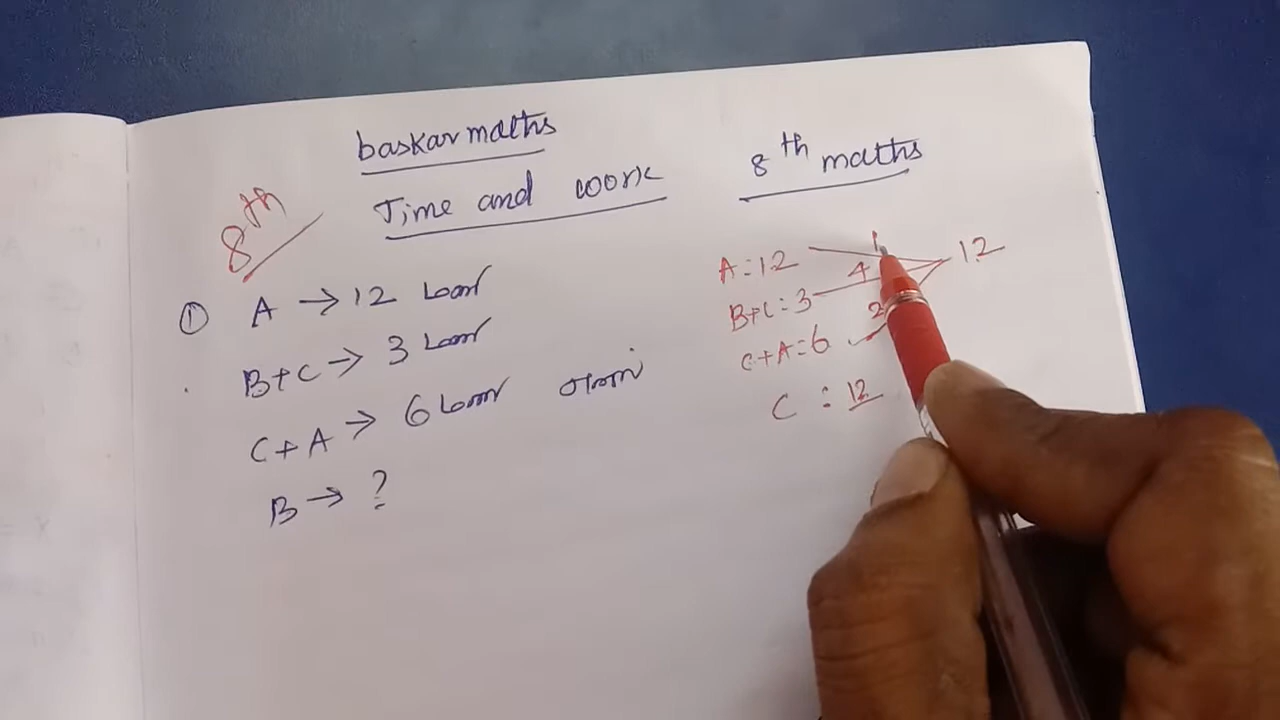 baskar maths
Time and work
8th
8th maths
① A → 12
B+C → 3
C+A → 6
B → ?
A = 12
B+C = 3
C+A = 6
C : 12
1
4
2
12